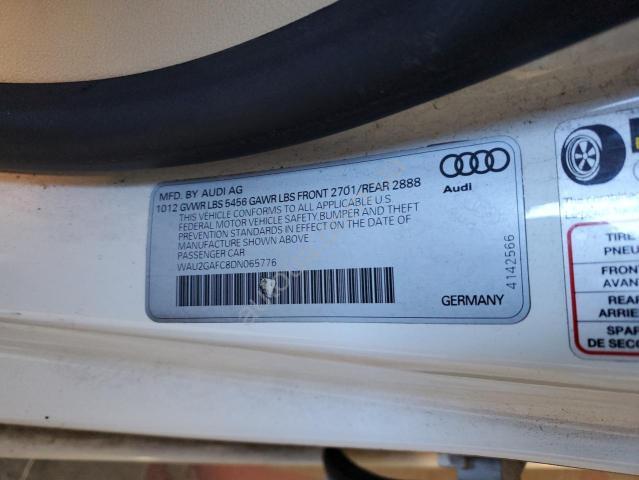 MFD. BY AUDI AG
1012 GVWR LBS 5456 GAWR LBS FRONT 2701/REAR 2888
THIS VEHICLE CONFORMS TO ALL APPLICABLE U.S
FEDERAL MOTOR VEHICLE SAFETY,BUMPER AND THEFT
PREVENTION STANDARDS IN EFFECT ON THE DATE OF
MANUFACTURE SHOWN ABOVE
PASSENGER CAR
WAU2GAFC8DN065776
Audi
GERMANY
4142566
TIRE
PNEU
FRON
AVAN
REAR
ARRIE
SPAR
DE SECO